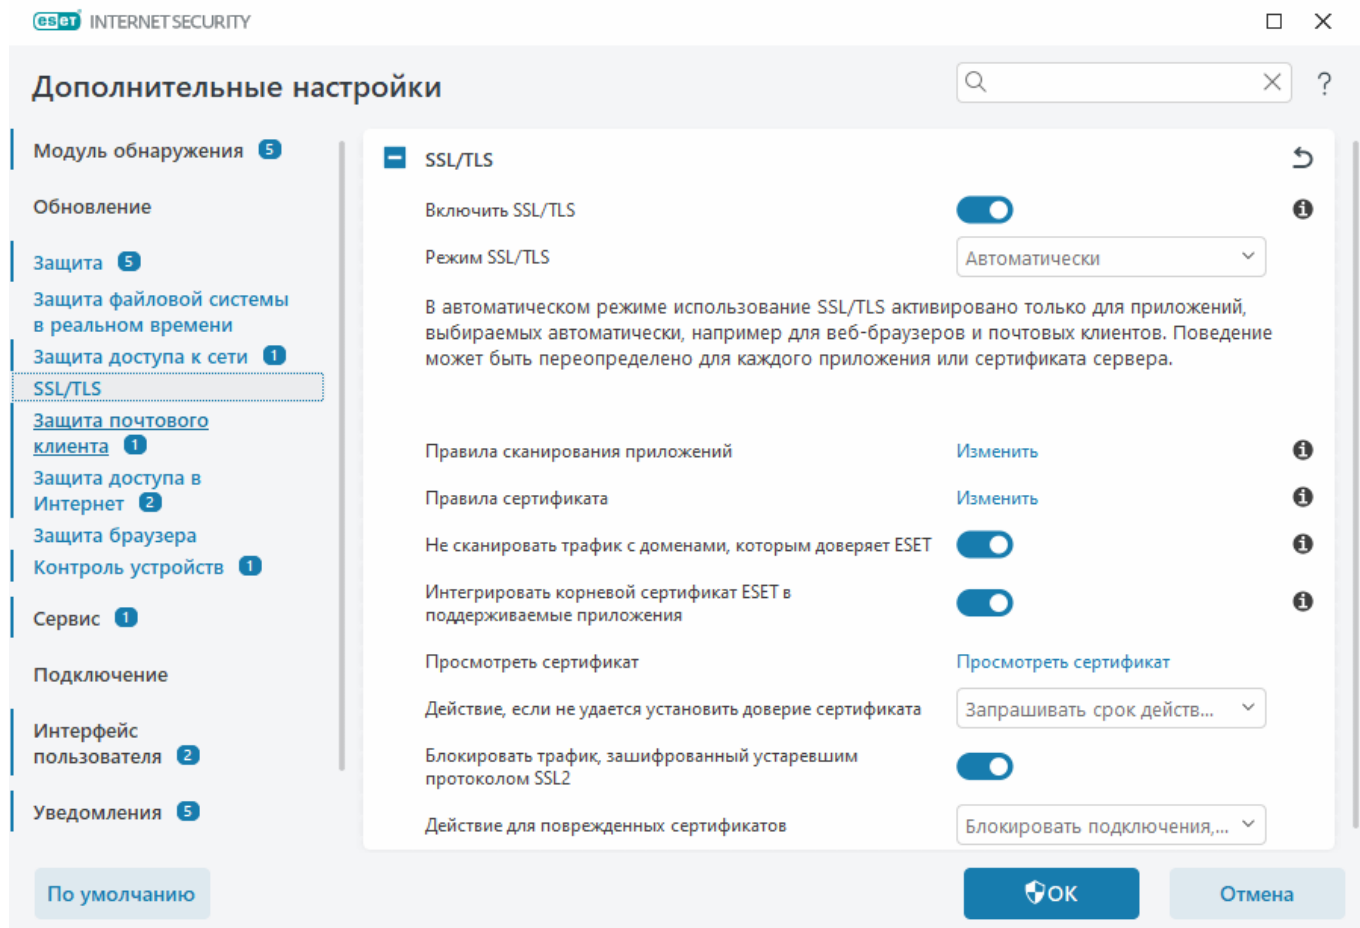 eset INTERNET SECURITY
Дополнительные настройки
?
Модуль обнаружения 5
Обновление
Защита 5
Защита файловой системы
в реальном времени
Защита доступа к сети 1
SSL/TLS
Защита почтового
клиента 1
Защита доступа в
Интернет 2
Защита браузера
Контроль устройств 1
Сервис 1
Подключение
Интерфейс
пользователя 2
Уведомления 5
SSL/TLS
Включить SSL/TLS
Режим SSL/TLS
Автоматически
В автоматическом режиме использование SSL/TLS активировано только для приложений,
выбираемых автоматически, например для веб-браузеров и почтовых клиентов. Поведение
может быть переопределено для каждого приложения или сертификата сервера.
Правила сканирования приложений
Изменить
Правила сертификата
Изменить
Не сканировать трафик с доменами, которым доверяет ESET
Интегрировать корневой сертификат ESET в
поддерживаемые приложения
Просмотреть сертификат
Просмотреть сертификат
Действие, если не удается установить доверие сертификата
Запрашивать срок действ...
Блокировать трафик, зашифрованный устаревшим
протоколом SSL2
Действие для поврежденных сертификатов
Блокировать подключения,...
По умолчанию
ОК
Отмена